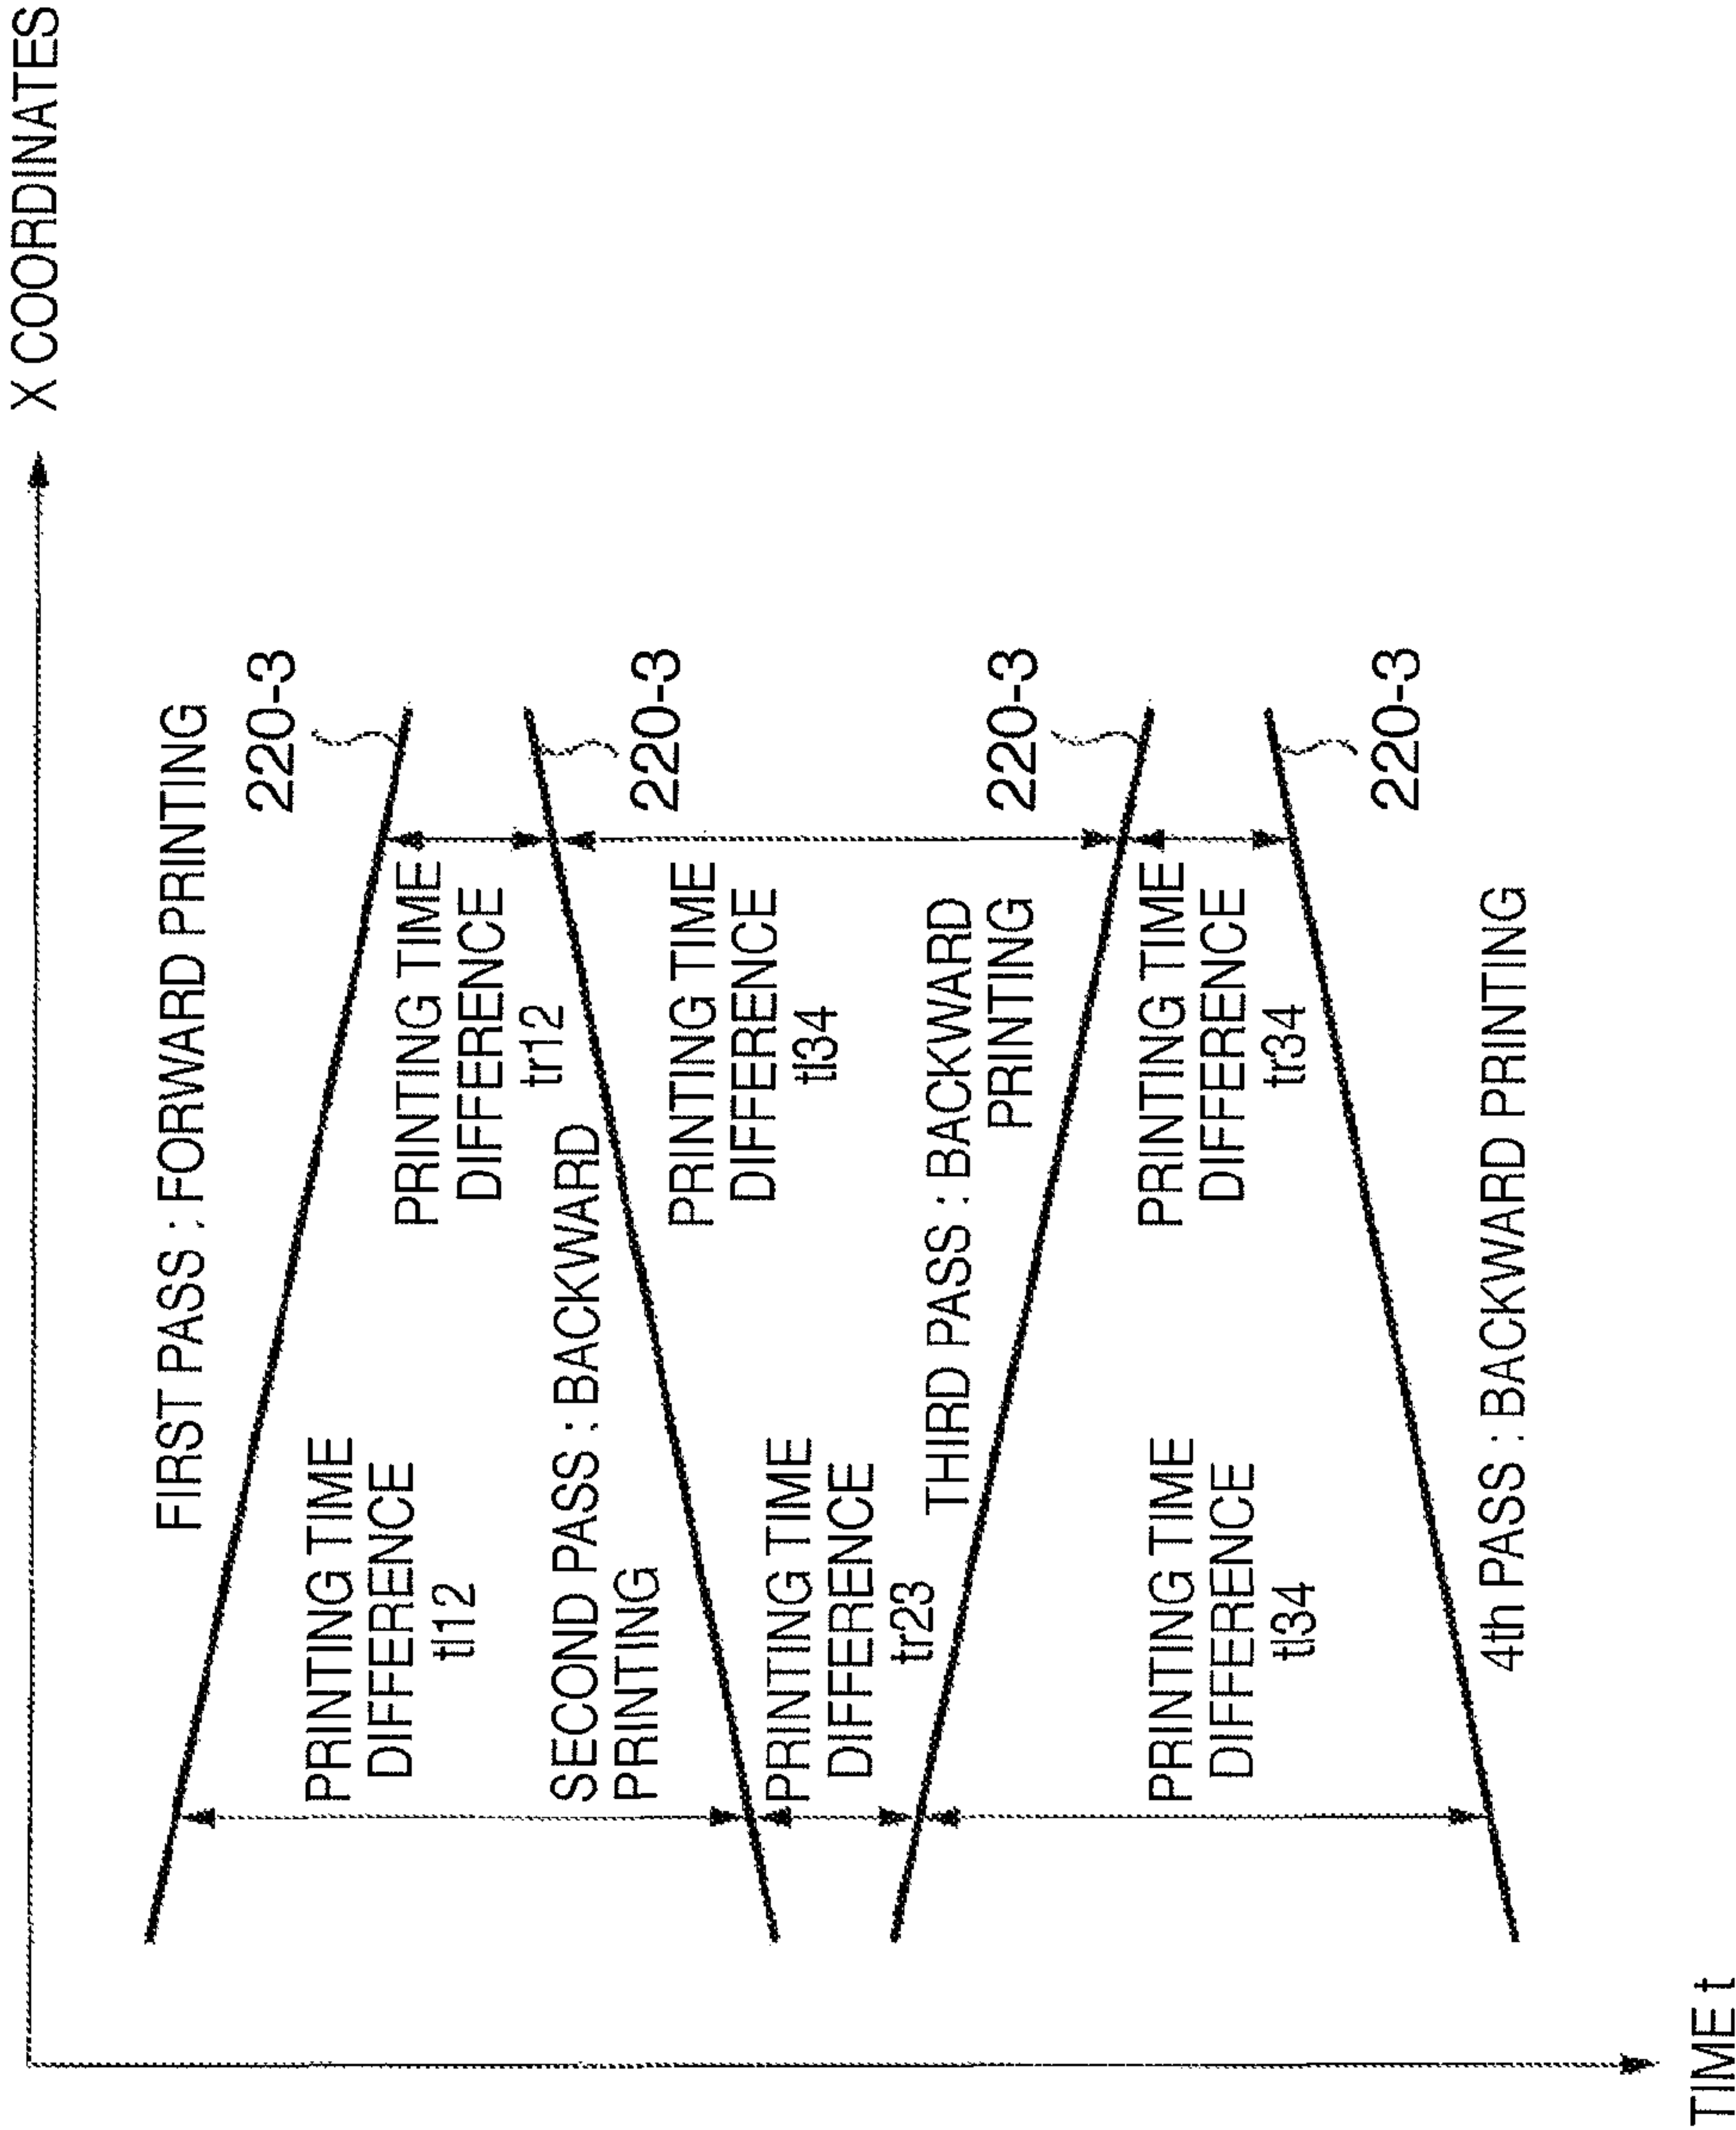 X COORDINATES
FIRST PASS : FORWARD PRINTING
220-3
PRINTING TIME
DIFFERENCE
tl12
PRINTING TIME
DIFFERENCE
tr12
SECOND PASS : BACKWARD
PRINTING
220-3
PRINTING TIME
DIFFERENCE
tl34
PRINTING TIME
DIFFERENCE
tr23
THIRD PASS : BACKWARD
PRINTING
220-3
PRINTING TIME
DIFFERENCE
tl34
PRINTING TIME
DIFFERENCE
tr34
220-3
4th PASS : BACKWARD PRINTING
TIME t